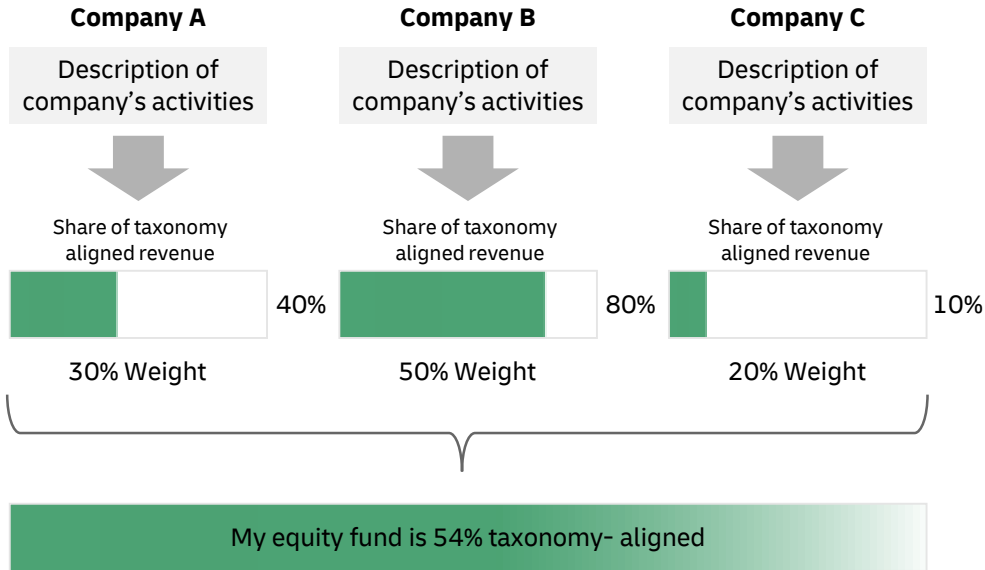 Company A
Description of
company's activities
Share of taxonomy
aligned revenue
40%
30% Weight
Company B
Description of
company's activities
Share of taxonomy
aligned revenue
80%
50% Weight
Company C
Description of
company's activities
Share of taxonomy
aligned revenue
10%
20% Weight
My equity fund is 54% taxonomy- aligned